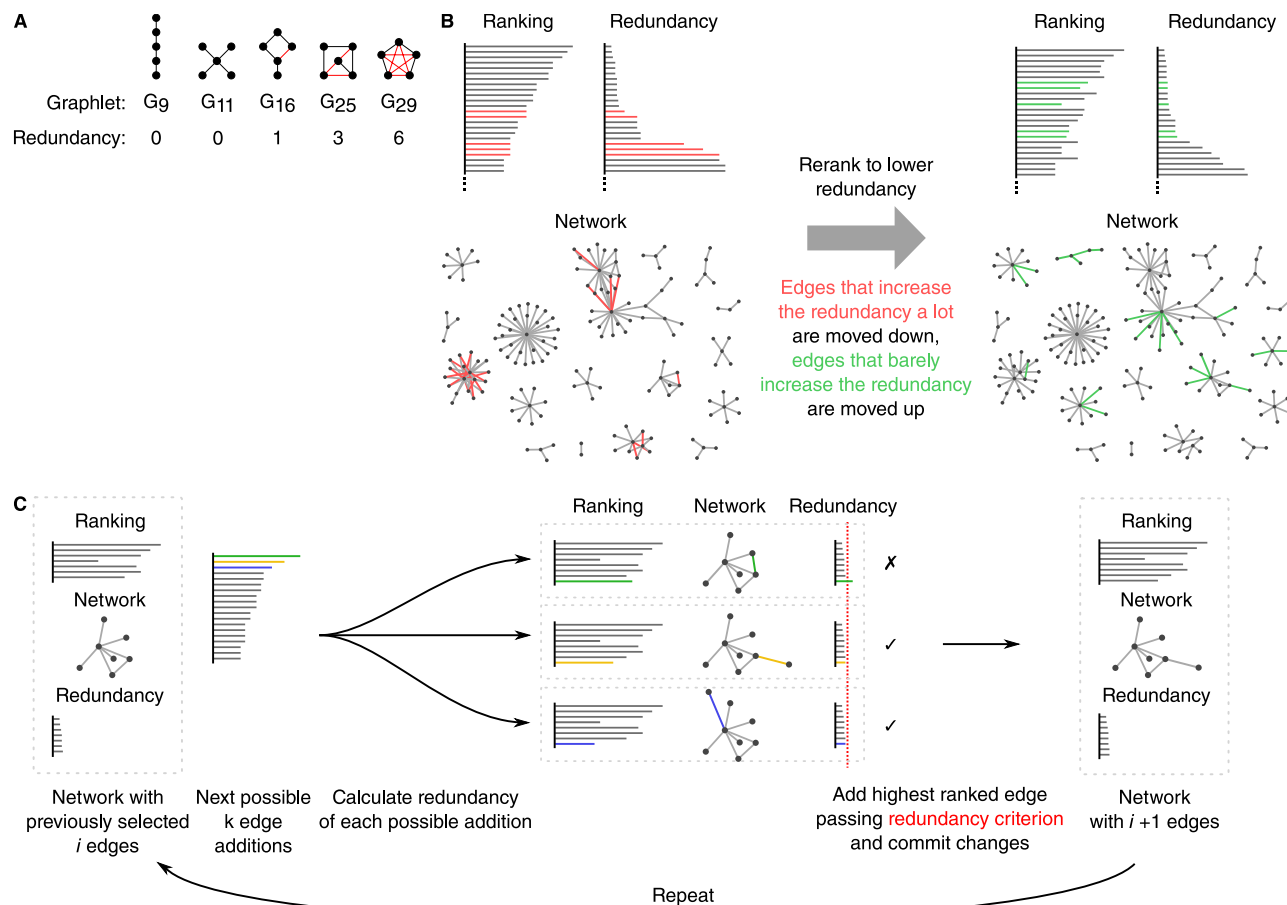 A
Graphlet: G9 G11 G16 G25 G29
Redundancy: 0 0 1 3 6
B
Ranking Redundancy
Network
Rerank to lower
redundancy
Edges that increase
the redundancy a lot
are moved down,
edges that barely
increase the redundancy
are moved up
Ranking Redundancy
Network
C
Ranking
Network
Redundancy
Network with
previously selected
i edges
Next possible
k edge
additions
Calculate redundancy
of each possible addition
Ranking Network Redundancy
✗
✓
✓
Add highest ranked edge
passing redundancy criterion
and commit changes
Ranking
Network
Redundancy
Network
with i +1 edges
Repeat